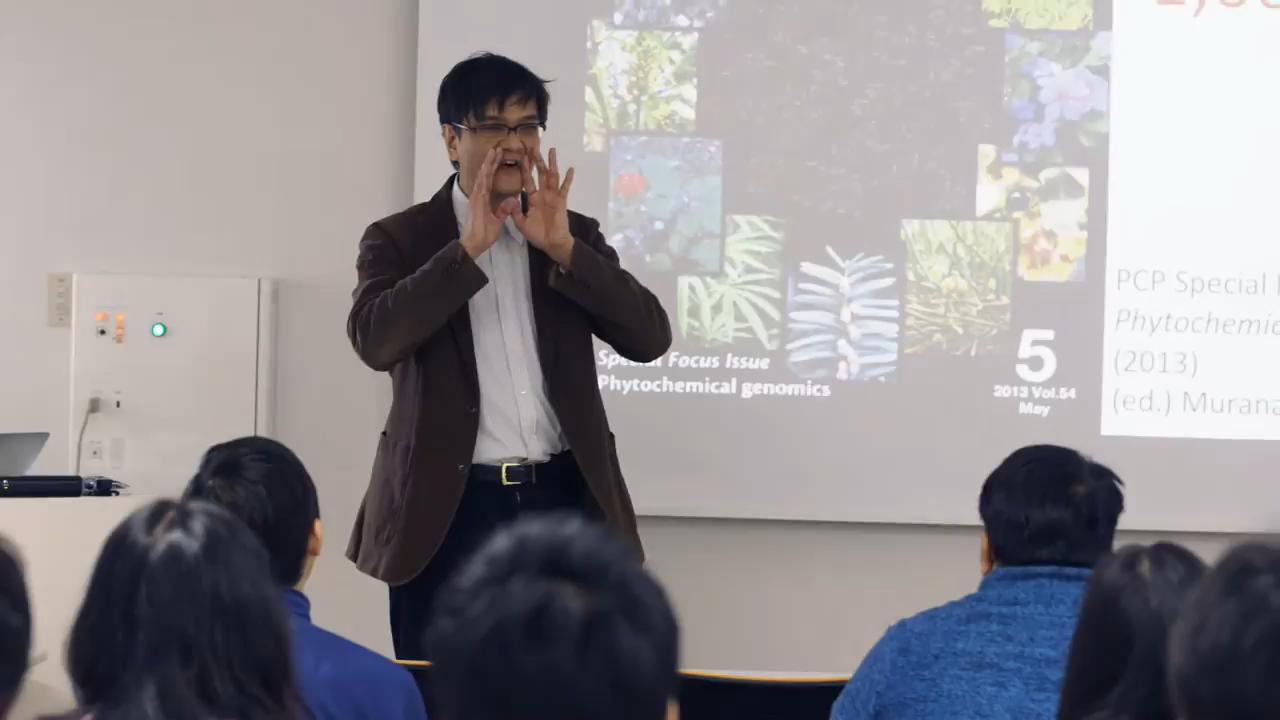 Special Focus Issue
Phytochemical genomics
5
2013 Vol.54
May
PCP Special
Phytochemic
(2013)
(ed.) Murana